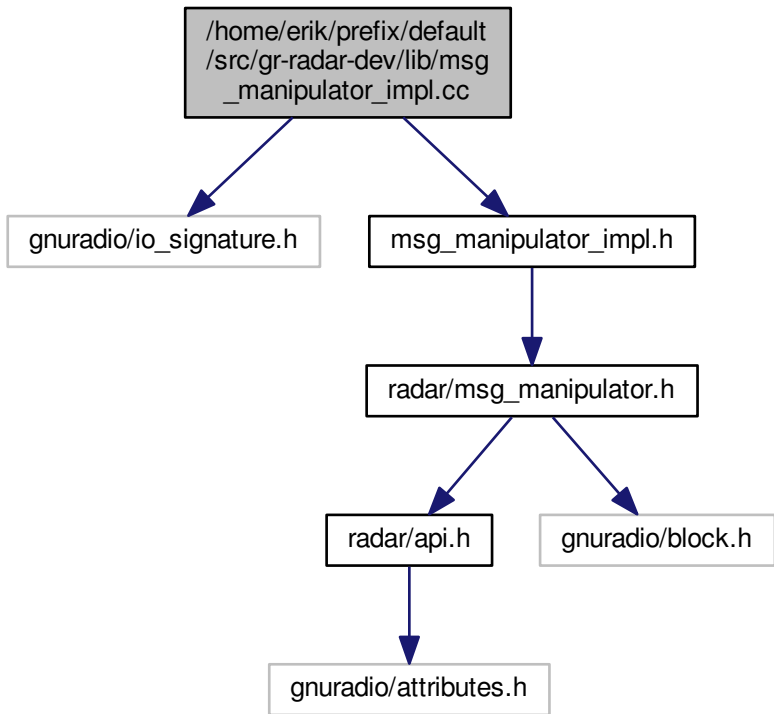 /home/erik/prefix/default
/src/gr-radar-dev/lib/msg
_manipulator_impl.cc
gnuradio/io_signature.h
msg_manipulator_impl.h
radar/msg_manipulator.h
radar/api.h
gnuradio/block.h
gnuradio/attributes.h